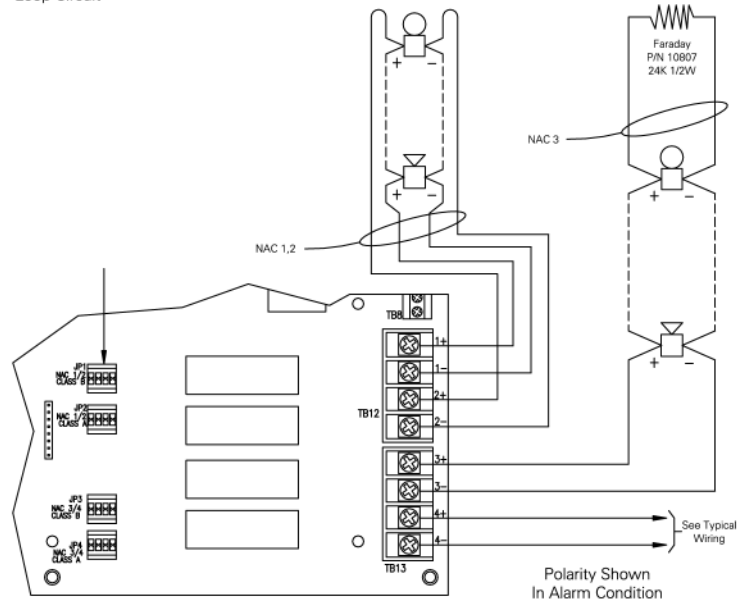 Faraday
P/N 10807
24K 1/2W
NAC 3
+ -
+ -
+ -
NAC 1,2
+ -
TB8
JP1
NAC 1/2
CLASS B
JP2
NAC 1/2
CLASS A
JP3
NAC 3/4
CLASS B
JP4
NAC 3/4
CLASS A
1+
1-
2+
TB12
2-
3+
3-
4+
4-
TB13
See Typical
Wiring
Polarity Shown
In Alarm Condition